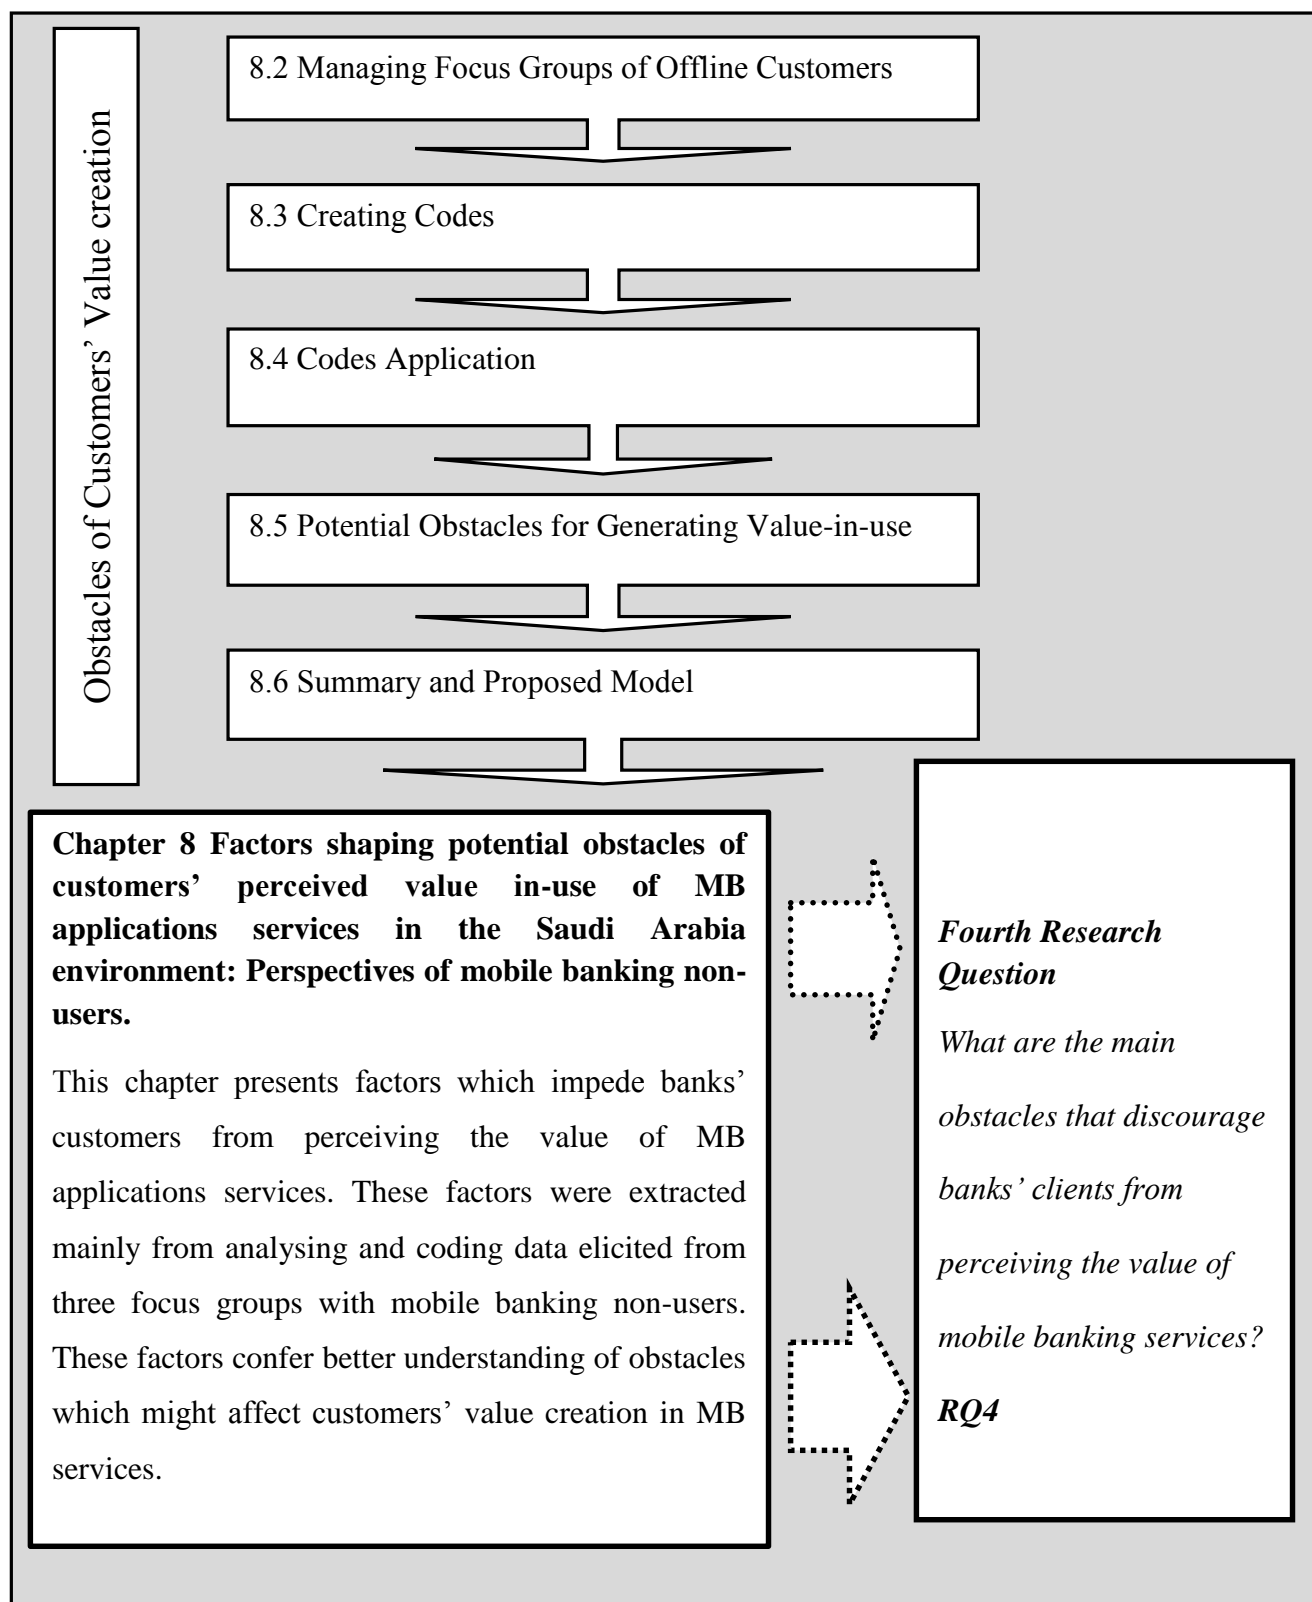 Obstacles of Customers’ Value creation
8.2 Managing Focus Groups of Offline Customers
8.3 Creating Codes
8.4 Codes Application
8.5 Potential Obstacles for Generating Value-in-use
8.6 Summary and Proposed Model
Chapter 8 Factors shaping potential obstacles of
customers’ perceived value in-use of MB
applications services in the Saudi Arabia
environment: Perspectives of mobile banking non-
users.
This chapter presents factors which impede banks’
customers from perceiving the value of MB
applications services. These factors were extracted
mainly from analysing and coding data elicited from
three focus groups with mobile banking non-users.
These factors confer better understanding of obstacles
which might affect customers’ value creation in MB
services.
Fourth Research
Question
What are the main
obstacles that discourage
banks’ clients from
perceiving the value of
mobile banking services?
RQ4